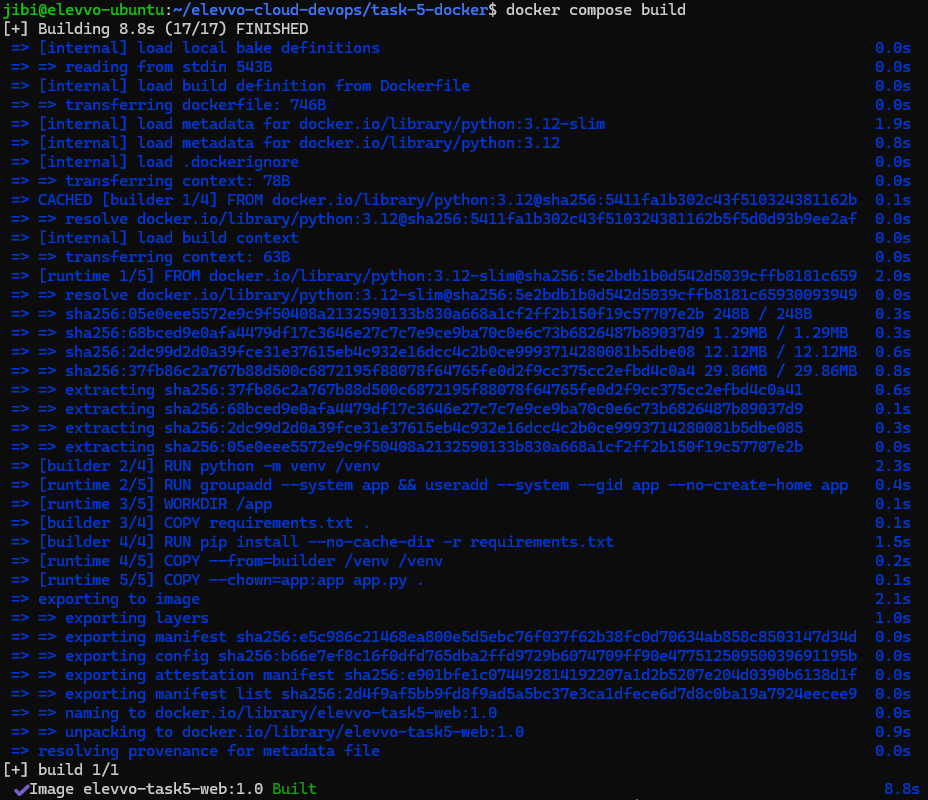 jibi@elevvo-ubuntu:~/elevvo-cloud-devops/task-5-docker$ docker compose build
[+] Building 8.8s (17/17) FINISHED
=> [internal] load local bake definitions 0.0s
=> => reading from stdin 543B 0.0s
=> [internal] load build definition from Dockerfile 0.0s
=> => transferring dockerfile: 746B 0.0s
=> [internal] load metadata for docker.io/library/python:3.12-slim 1.9s
=> [internal] load metadata for docker.io/library/python:3.12 0.8s
=> [internal] load .dockerignore 0.0s
=> => transferring context: 78B 0.0s
=> CACHED [builder 1/4] FROM docker.io/library/python:3.12@sha256:5411fa1b302c43f510324381162b 0.1s
=> => resolve docker.io/library/python:3.12@sha256:5411fa1b302c43f510324381162b5f5d0d93b9ee2af 0.0s
=> [internal] load build context 0.0s
=> => transferring context: 63B 0.0s
=> [runtime 1/5] FROM docker.io/library/python:3.12-slim@sha256:5e2bdb1b0d542d5039cffb8181c659 2.0s
=> => resolve docker.io/library/python:3.12-slim@sha256:5e2bdb1b0d542d5039cffb8181c65930093949 0.0s
=> => sha256:05e0eee5572e9c9f50408a2132590133b830a668a1cf2ff2b150f19c57707e2b 248B / 248B 0.3s
=> => sha256:68bced9e0afa4479df17c3646e27c7c7e9ce9ba70c0e6c73b6826487b89037d9 1.29MB / 1.29MB 0.3s
=> => sha256:2dc99d2d0a39fce31e37615eb4c932e16dcc4c2b0ce9993714280081b5dbe08 12.12MB / 12.12MB 0.6s
=> => sha256:37fb86c2a767b88d500c6872195f88078f64765fe0d2f9cc375cc2efbd4c0a4 29.86MB / 29.86MB 0.8s
=> => extracting sha256:37fb86c2a767b88d500c6872195f88078f64765fe0d2f9cc375cc2efbd4c0a41 0.6s
=> => extracting sha256:68bced9e0afa4479df17c3646e27c7c7e9ce9ba70c0e6c73b6826487b89037d9 0.1s
=> => extracting sha256:2dc99d2d0a39fce31e37615eb4c932e16dcc4c2b0ce9993714280081b5dbe085 0.3s
=> => extracting sha256:05e0eee5572e9c9f50408a2132590133b830a668a1cf2ff2b150f19c57707e2b 0.0s
=> [builder 2/4] RUN python -m venv /venv 2.3s
=> [runtime 2/5] RUN groupadd --system app && useradd --system --gid app --no-create-home app 0.4s
=> [runtime 3/5] WORKDIR /app 0.1s
=> [builder 3/4] COPY requirements.txt . 0.1s
=> [builder 4/4] RUN pip install --no-cache-dir -r requirements.txt 1.5s
=> [runtime 4/5] COPY --from=builder /venv /venv 0.2s
=> [runtime 5/5] COPY --chown=app:app app.py . 0.1s
=> exporting to image 2.1s
=> => exporting layers 1.0s
=> => exporting manifest sha256:e5c986c21468ea800e5d5ebc76f037f62b38fc0d70634ab858c8503147d34d 0.0s
=> => exporting config sha256:b66e7ef8c16f0dfd765dba2ffd9729b6074709ff90e47751250950039691195b 0.0s
=> => exporting attestation manifest sha256:e901bfe1c074492814192207a1d2b5207e204d0390b6138d1f 0.0s
=> => exporting manifest list sha256:2d4f9af5bb9fd8f9ad5a5bc37e3ca1dfece6d7d8c0ba19a7924eecee9 0.0s
=> => naming to docker.io/library/elevvo-task5-web:1.0 0.0s
=> => unpacking to docker.io/library/elevvo-task5-web:1.0 0.9s
=> resolving provenance for metadata file 0.0s
[+] build 1/1
✔Image elevvo-task5-web:1.0 Built 8.8s